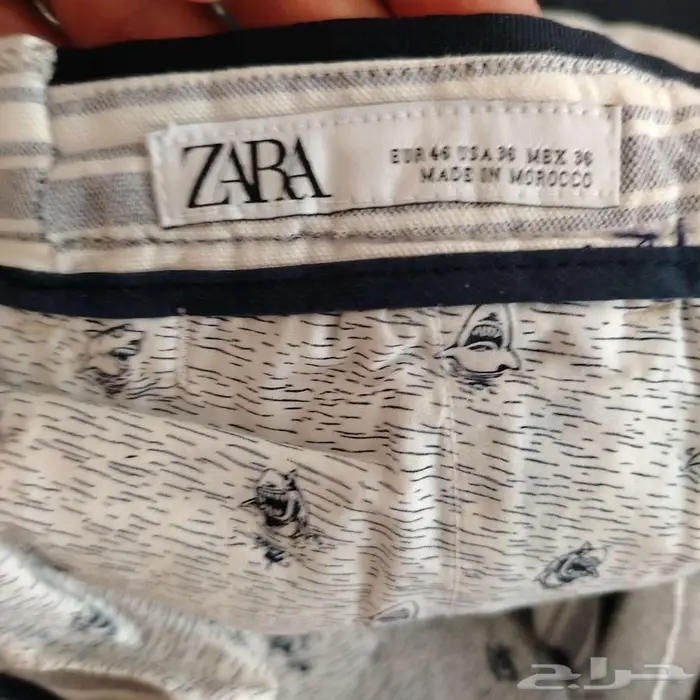 ZARA
EUR 46 USA 36 MEX 36
MADE IN MOROCCO
حراج